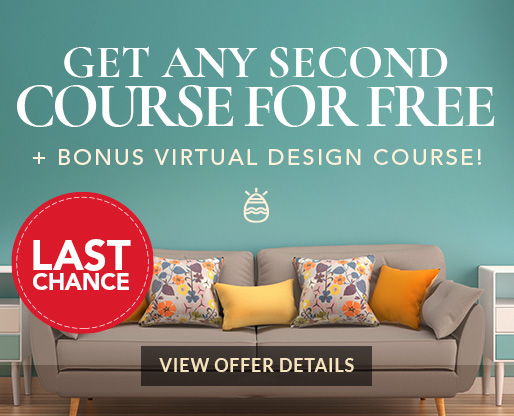 GET ANY SECOND
COURSE FOR FREE
+ BONUS VIRTUAL DESIGN COURSE!
LAST
CHANCE
VIEW OFFER DETAILS